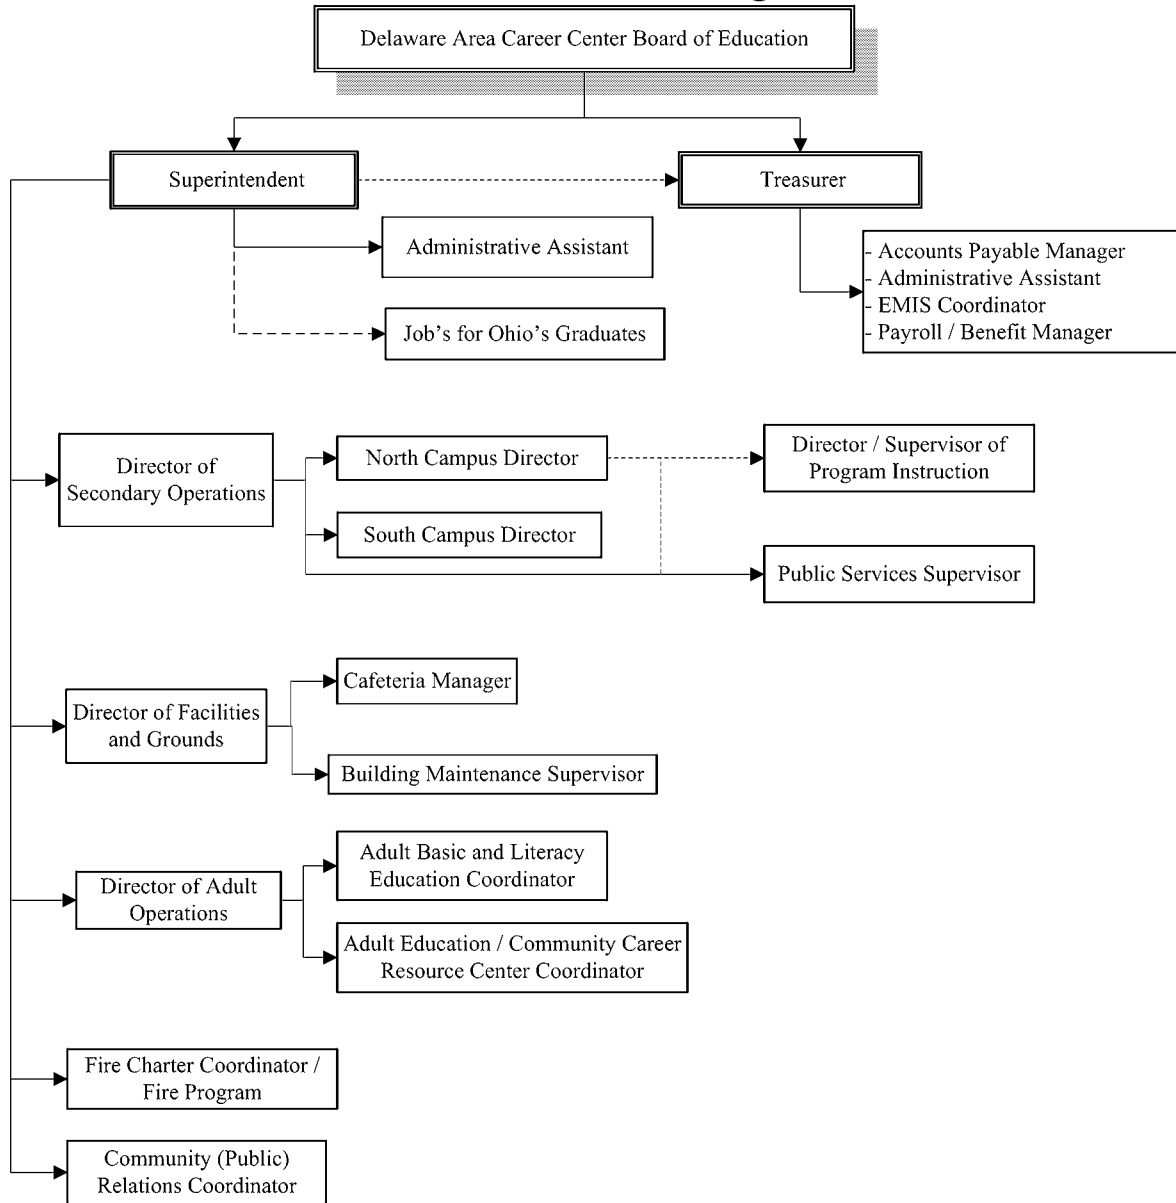 Delaware Area Career Center Board of Education
Superintendent
Treasurer
Administrative Assistant
- Accounts Payable Manager
- Administrative Assistant
- EMIS Coordinator
- Payroll / Benefit Manager
Job's for Ohio's Graduates
Director of
Secondary Operations
North Campus Director
Director / Supervisor of
Program Instruction
South Campus Director
Public Services Supervisor
Director of Facilities
and Grounds
Cafeteria Manager
Building Maintenance Supervisor
Director of Adult
Operations
Adult Basic and Literacy
Education Coordinator
Adult Education / Community Career
Resource Center Coordinator
Fire Charter Coordinator /
Fire Program
Community (Public)
Relations Coordinator